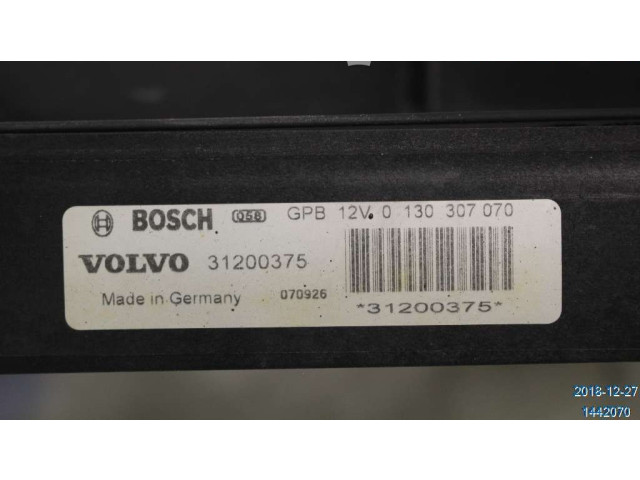 BOSCH 058 GPB 12V 0 130 307 070
VOLVO 31200375
Made in Germany 070926
*31200375*
2018-12-27
1442070